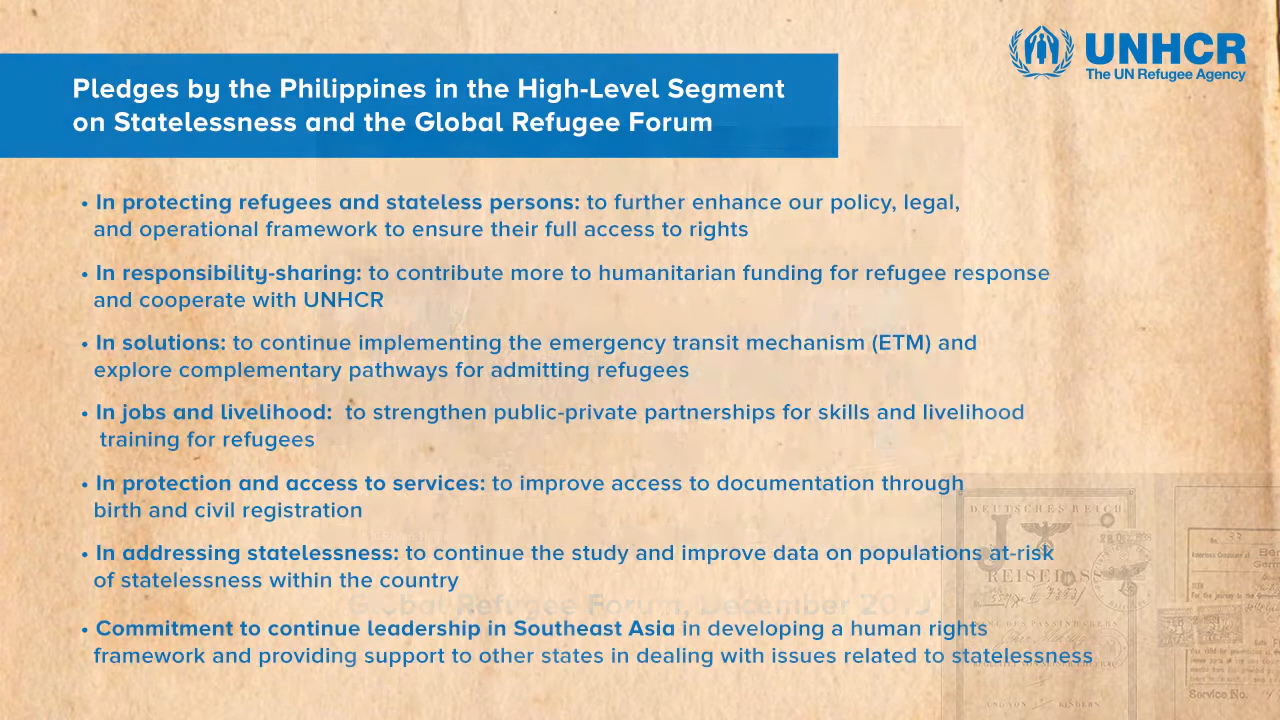 UNHCR
The UN Refugee Agency
Pledges by the Philippines in the High-Level Segment
on Statelessness and the Global Refugee Forum
• In protecting refugees and stateless persons: to further enhance our policy, legal,
and operational framework to ensure their full access to rights
• In responsibility-sharing: to contribute more to humanitarian funding for refugee response
and cooperate with UNHCR
• In solutions: to continue implementing the emergency transit mechanism (ETM) and
explore complementary pathways for admitting refugees
• In jobs and livelihood: to strengthen public-private partnerships for skills and livelihood
training for refugees
• In protection and access to services: to improve access to documentation through
birth and civil registration
• In addressing statelessness: to continue the study and improve data on populations at-risk
of statelessness within the country
• Commitment to continue leadership in Southeast Asia in developing a human rights
framework and providing support to other states in dealing with issues related to statelessness
Global Refugee Forum, December
DEUTSCHES REICH
J
REISEPASS
No. 33
Service No.